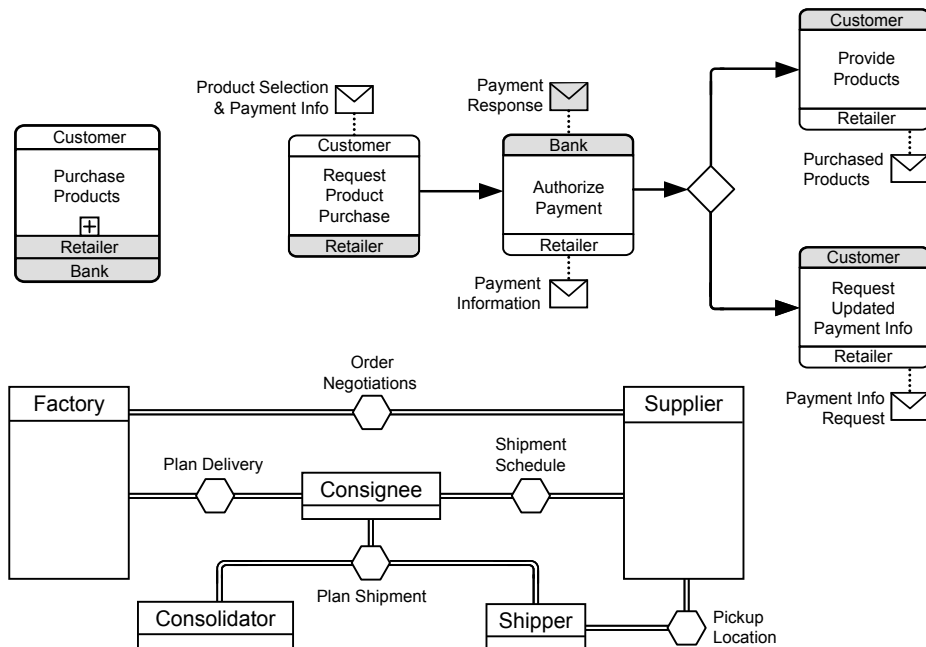 Customer
Purchase
Products
Retailer
Bank
Product Selection
& Payment Info
Customer
Request
Product
Purchase
Retailer
Payment
Response
Bank
Authorize
Payment
Retailer
Payment
Information
Customer
Provide
Products
Retailer
Purchased
Products
Customer
Request
Updated
Payment Info
Retailer
Payment Info
Request
Factory
Order
Negotiations
Supplier
Plan Delivery
Consignee
Shipment
Schedule
Plan Shipment
Consolidator
Shipper
Pickup
Location